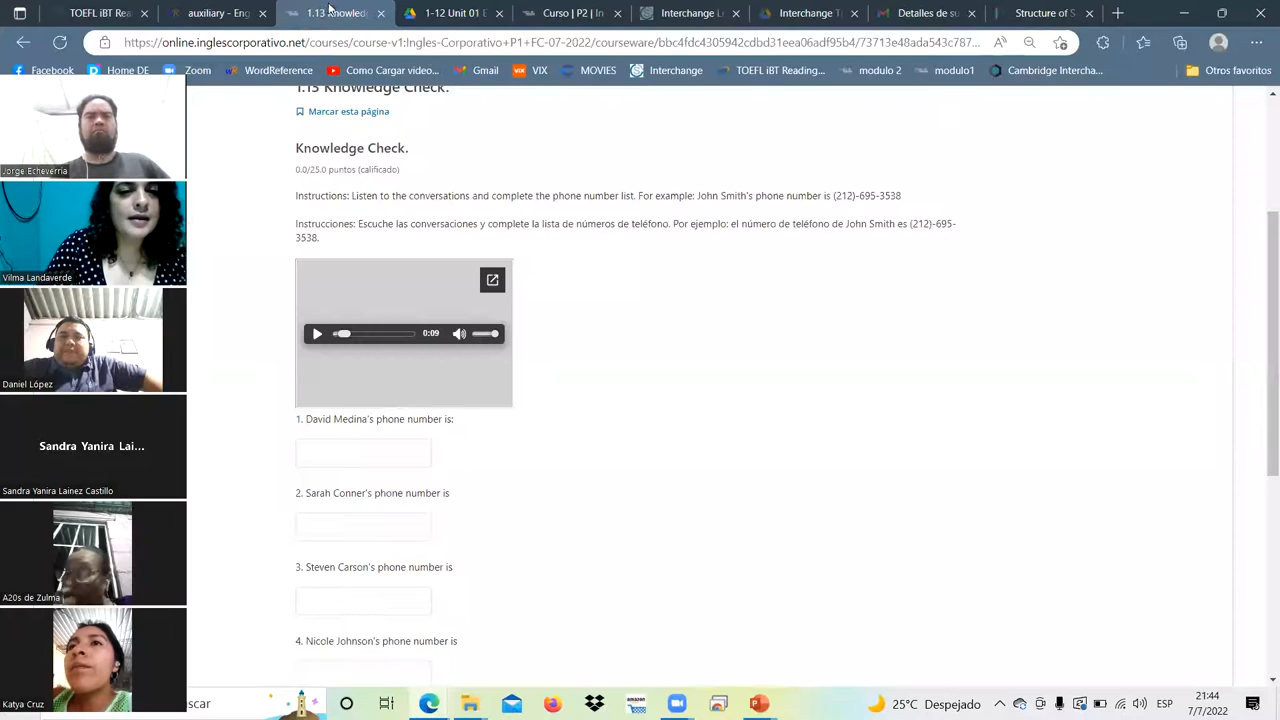 auxiliary - Eng
1.13 Knowledge
1-12 Unit 01 E
Curso | P2 |
Interchange
Interchange 1
Detalles de so
Future of S
https://online.inglescorporativo.net/courses/course-v1:Ingles-Corporativo+P1+FC-07-2022/courseware/bbc4fdc4305942cdbd31eea06adf95b4/73713e48ada543c787...
Facebook
Home DE
Zoom
WordReference
Como Cargar video...
Gmail
VIX
MOVIES
Interchange
TOEFL iBT Reading...
modulo 2
modulo1
Cambridge Intercha...
Otros favoritos
1.13 Knowledge Check.
Marcar esta página
Knowledge Check.
0.0/25.0 puntos (calificado)
Instructions: Listen to the conversations and complete the phone number list. For example: John Smith's phone number is (212)-695-3538
Instrucciones: Escuche las conversaciones y complete la lista de números de teléfono. Por ejemplo: el número de teléfono de John Smith es (212)-695-
3538.
0:09
1. David Medina's phone number is:
2. Sarah Conner's phone number is
3. Steven Carson's phone number is
4. Nicole Johnson's phone number is
Jorge Echeverria
Vilma Landaverde
Daniel López
Sandra Yanira Lai...
Sandra Yanira Lainez Castillo
A20s de Zulma
Katya Cruz
scar
25°C Despejado
ESP
21:44
7/7/2022